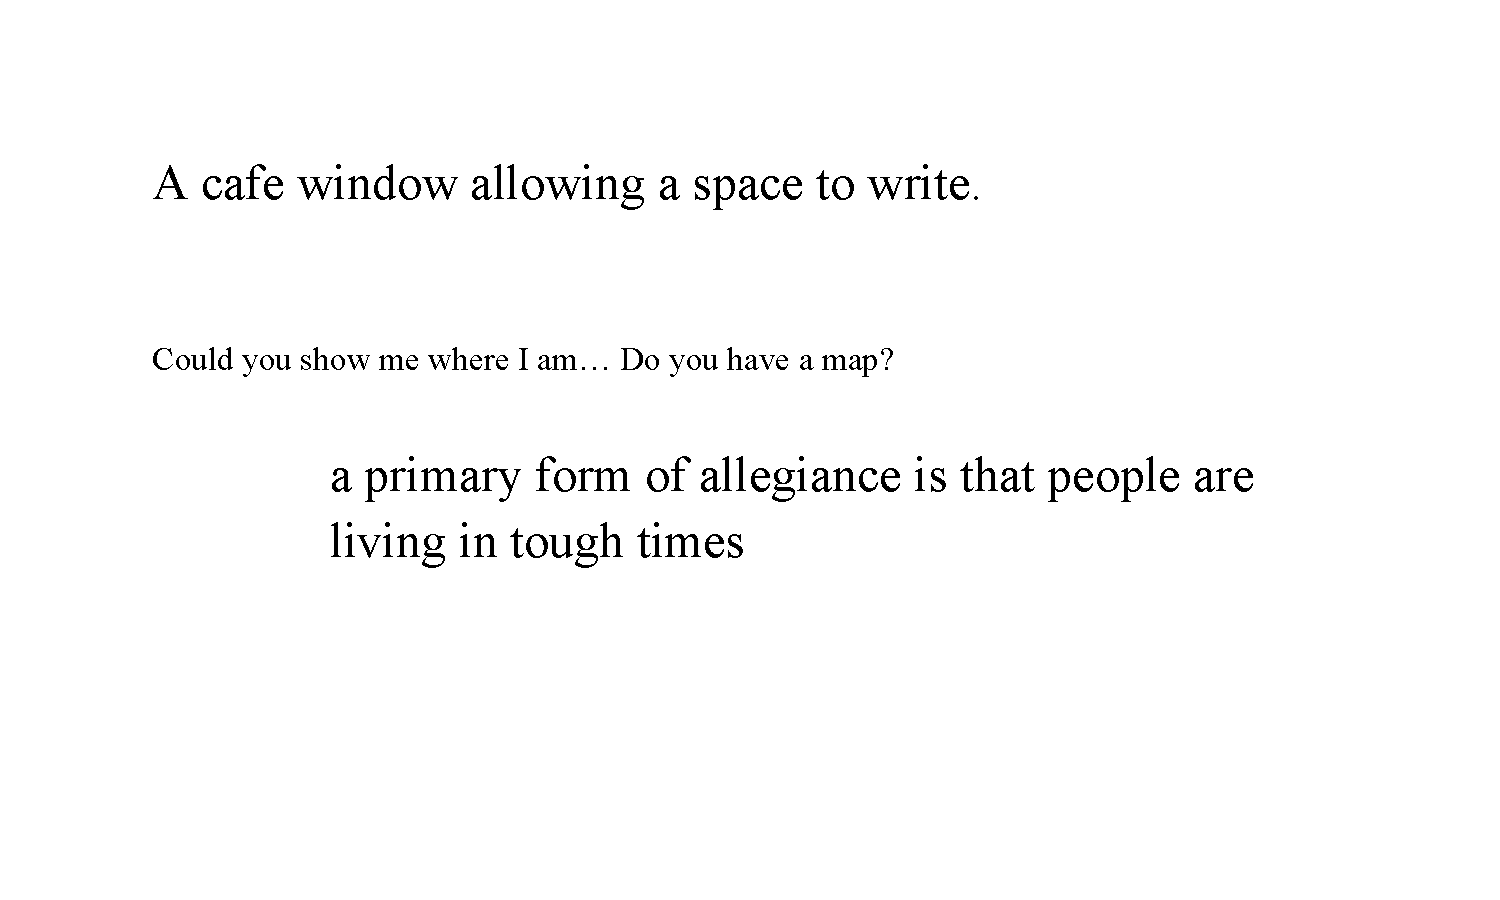 A cafe window allowing a space to write.
Could you show me where I am… Do you have a map?
a primary form of allegiance is that people are
living in tough times